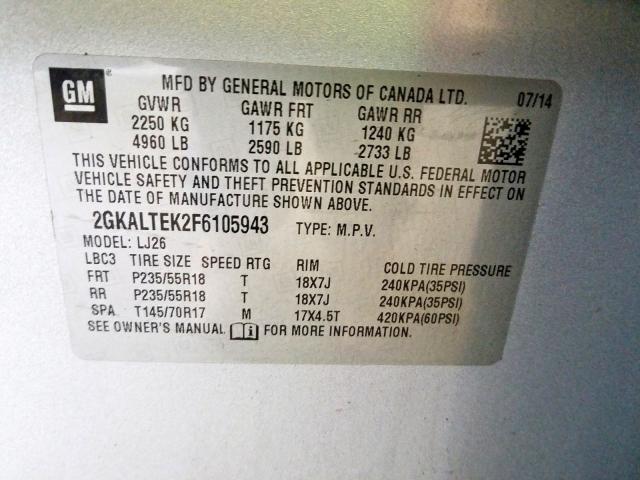 GM
MFD BY GENERAL MOTORS OF CANADA LTD. 07/14
GVWR GAWR FRT GAWR RR
2250 KG 1175 KG 1240 KG
4960 LB 2590 LB 2733 LB
THIS VEHICLE CONFORMS TO ALL APPLICABLE U.S. FEDERAL MOTOR
VEHICLE SAFETY AND THEFT PREVENTION STANDARDS IN EFFECT ON
THE DATE OF MANUFACTURE SHOWN ABOVE.
2GKALTEK2F6105943 TYPE: M.P.V.
MODEL: LJ26
LBC3 TIRE SIZE SPEED RTG RIM COLD TIRE PRESSURE
FRT P235/55R18 T 18X7J 240KPA(35PSI)
RR P235/55R18 T 18X7J 240KPA(35PSI)
SPA T145/70R17 M 17X4.5T 420KPA(60PSI)
SEE OWNER'S MANUAL FOR MORE INFORMATION.